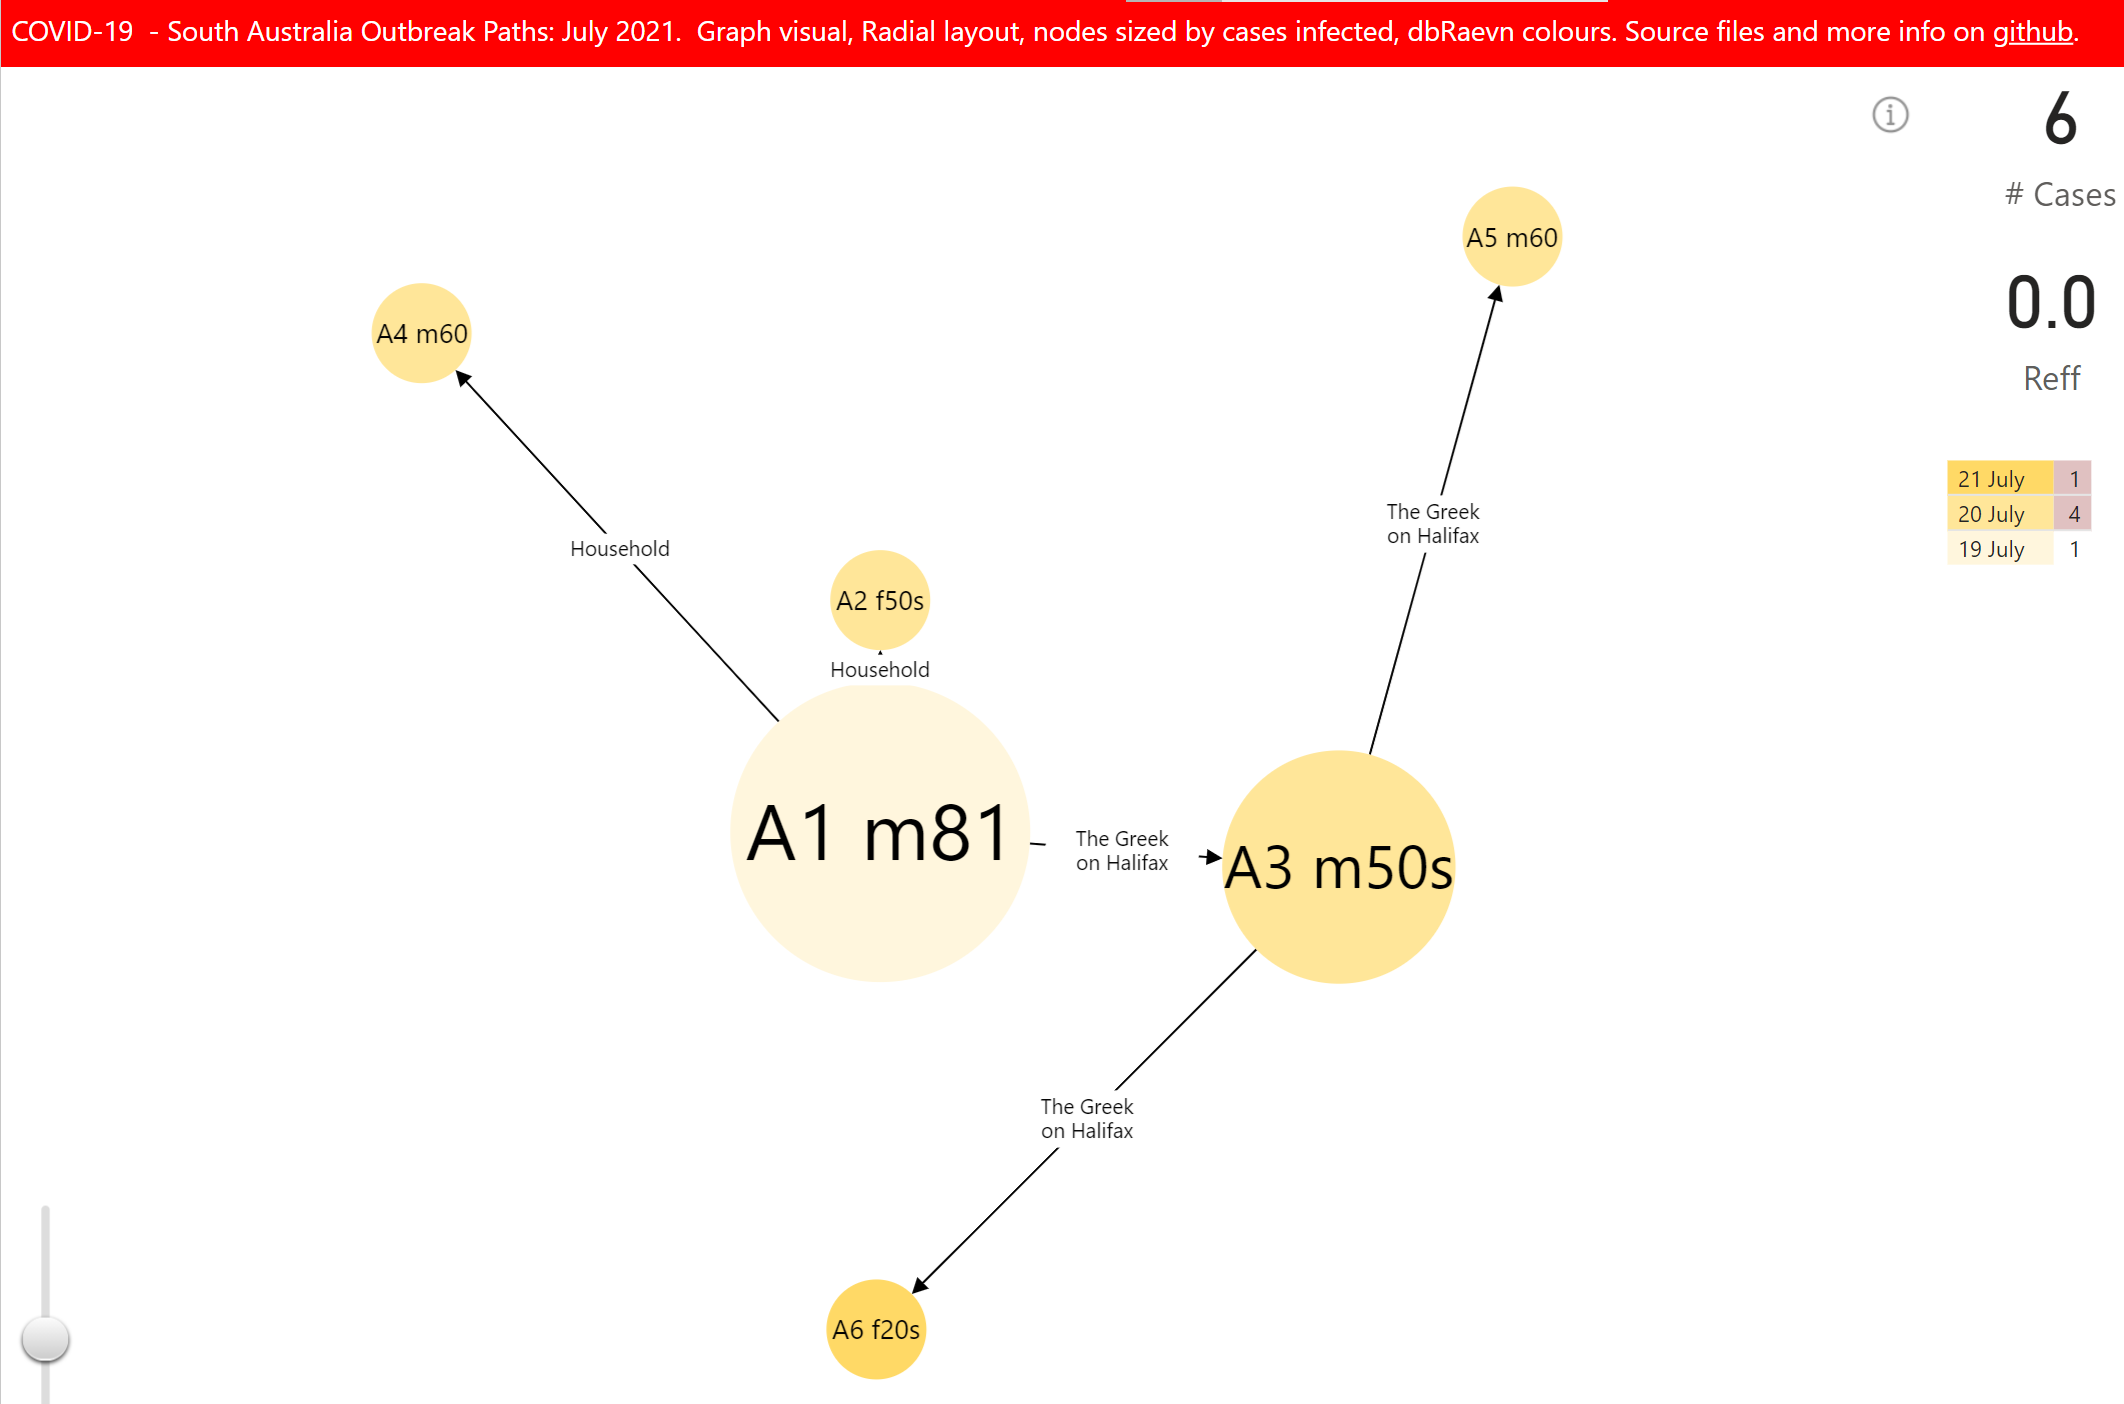 COVID-19  - South Australia Outbreak Paths: July 2021.  Graph visual, Radial layout, nodes sized by cases infected, dbRaevn colours. Source files and more info on github.
6
# Cases
0.0
Reff
21 July 1
20 July 4
19 July 1
A5 m60
A4 m60
The Greek
on Halifax
Household
A2 f50s
Household
A1 m81
The Greek
on Halifax
A3 m50s
The Greek
on Halifax
A6 f20s